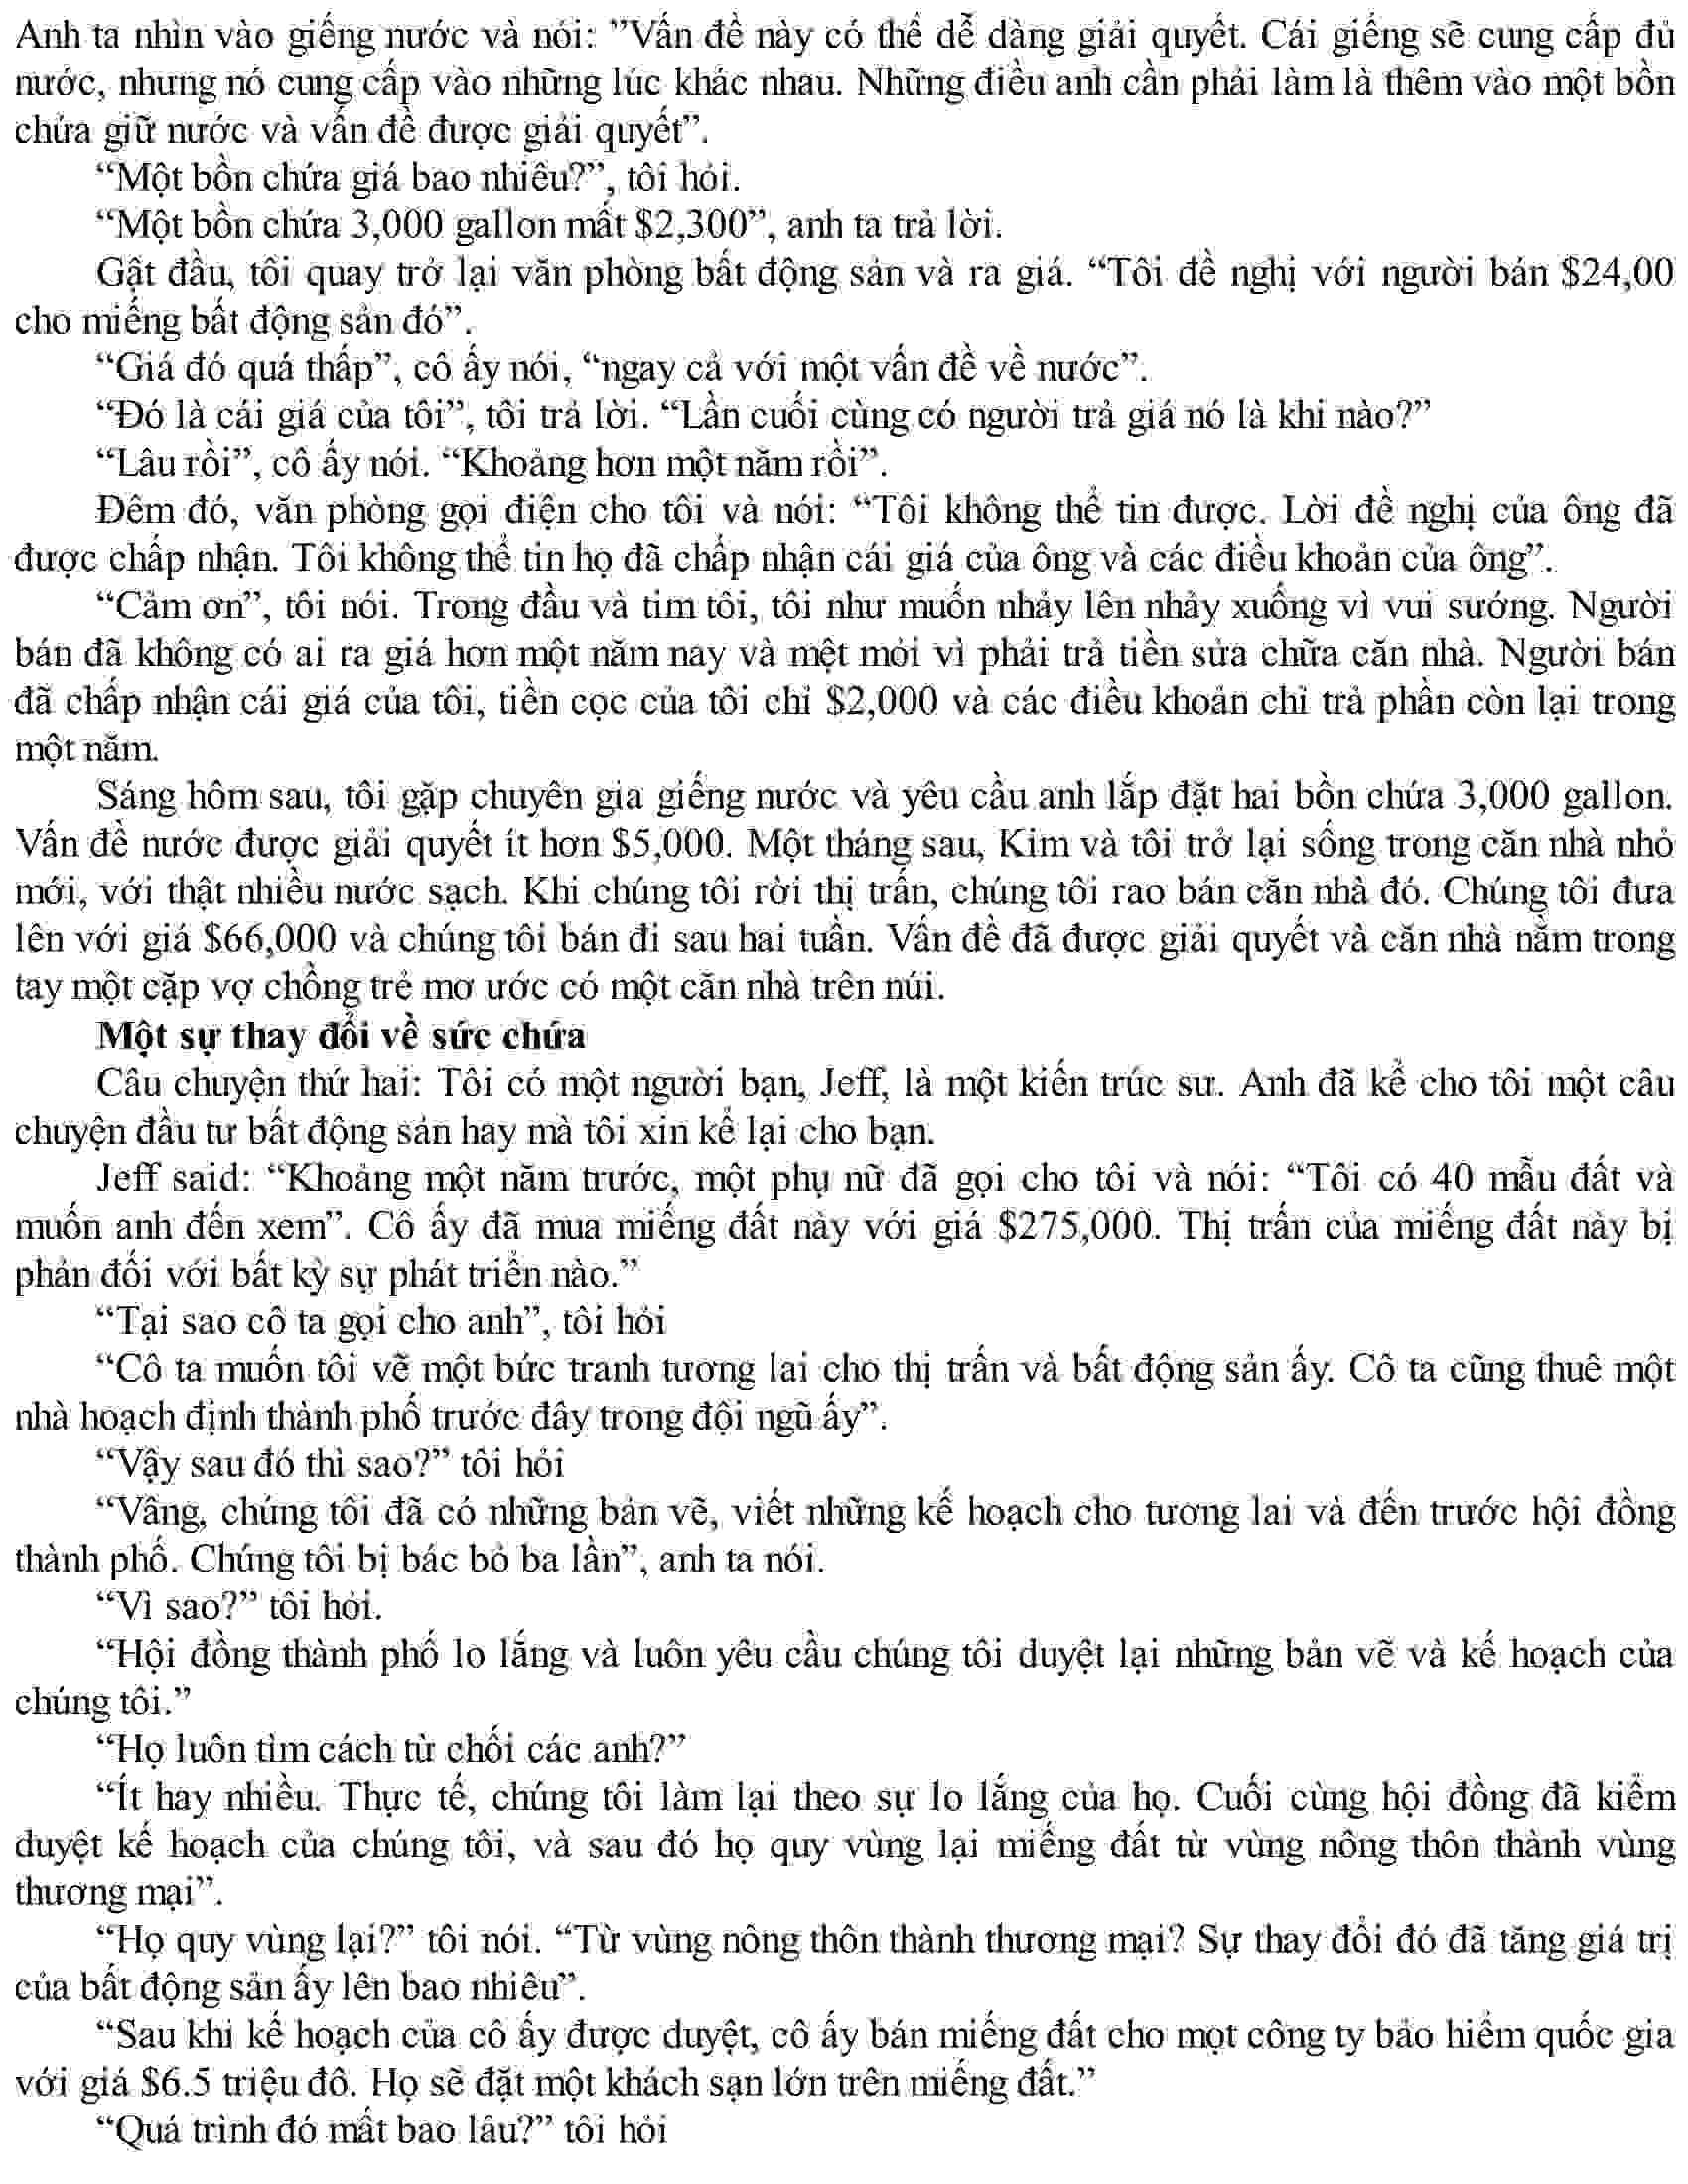 Anh ta nhìn vào giếng nước và nói: ”Vấn đề này có thể dễ dàng giải quyết. Cái giếng sẽ cung cấp đủ
nước, nhưng nó cung cấp vào những lúc khác nhau. Những điều anh cần phải làm là thêm vào một bồn
chứa giữ nước và vấn đề được giải quyết”.
“Một bồn chứa giá bao nhiêu?”, tôi hỏi.
“Một bồn chứa 3,000 gallon mất $2,300”, anh ta trả lời.
Gật đầu, tôi quay trở lại văn phòng bất động sản và ra giá. “Tôi đề nghị với người bán $24,00
cho miếng bất động sản đó”.
“Giá đó quá thấp”, cô ấy nói, “ngay cả với một vấn đề về nước”.
“Đó là cái giá của tôi”, tôi trả lời. “Lần cuối cùng có người trả giá nó là khi nào?”
“Lâu rồi”, cô ấy nói. “Khoảng hơn một năm rồi”.
Đêm đó, văn phòng gọi điện cho tôi và nói: “Tôi không thể tin được. Lời đề nghị của ông đã
được chấp nhận. Tôi không thể tin họ đã chấp nhận cái giá của ông và các điều khoản của ông”.
“Cảm ơn”, tôi nói. Trong đầu và tim tôi, tôi như muốn nhảy lên nhảy xuống vì vui sướng. Người
bán đã không có ai ra giá hơn một năm nay và mệt mỏi vì phải trả tiền sửa chữa căn nhà. Người bán
đã chấp nhận cái giá của tôi, tiền cọc của tôi chỉ $2,000 và các điều khoản chỉ trả phần còn lại trong
một năm.
Sáng hôm sau, tôi gặp chuyên gia giếng nước và yêu cầu anh lắp đặt hai bồn chứa 3,000 gallon.
Vấn đề nước được giải quyết ít hơn $5,000. Một tháng sau, Kim và tôi trở lại sống trong căn nhà nhỏ
mới, với thật nhiều nước sạch. Khi chúng tôi rời thị trấn, chúng tôi rao bán căn nhà đó. Chúng tôi đưa
lên với giá $66,000 và chúng tôi bán đi sau hai tuần. Vấn đề đã được giải quyết và căn nhà nằm trong
tay một cặp vợ chồng trẻ mơ ước có một căn nhà trên núi.
Một sự thay đổi về sức chứa
Câu chuyện thứ hai: Tôi có một người bạn, Jeff, là một kiến trúc sư. Anh đã kể cho tôi một câu
chuyện đầu tư bất động sản hay mà tôi xin kể lại cho bạn.
Jeff said: “Khoảng một năm trước, một phụ nữ đã gọi cho tôi và nói: “Tôi có 40 mẫu đất và
muốn anh đến xem”. Cô ấy đã mua miếng đất này với giá $275,000. Thị trấn của miếng đất này bị
phản đối với bất kỳ sự phát triển nào.”
“Tại sao cô ta gọi cho anh”, tôi hỏi
“Cô ta muốn tôi vẽ một bức tranh tương lai cho thị trấn và bất động sản ấy. Cô ta cũng thuê một
nhà hoạch định thành phố trước đây trong đội ngũ ấy”.
“Vậy sau đó thì sao?” tôi hỏi
“Vâng, chúng tôi đã có những bản vẽ, viết những kế hoạch cho tương lai và đến trước hội đồng
thành phố. Chúng tôi bị bác bỏ ba lần”, anh ta nói.
“Vì sao?” tôi hỏi.
“Hội đồng thành phố lo lắng và luôn yêu cầu chúng tôi duyệt lại những bản vẽ và kế hoạch của
chúng tôi.”
“Họ luôn tìm cách từ chối các anh?”
“Ít hay nhiều. Thực tế, chúng tôi làm lại theo sự lo lắng của họ. Cuối cùng hội đồng đã kiểm
duyệt kế hoạch của chúng tôi, và sau đó họ quy vùng lại miếng đất từ vùng nông thôn thành vùng
thương mại”.
“Họ quy vùng lại?” tôi nói. “Từ vùng nông thôn thành thương mại? Sự thay đổi đó đã tăng giá trị
của bất động sản ấy lên bao nhiêu”.
“Sau khi kế hoạch của cô ấy được duyệt, cô ấy bán miếng đất cho mọt công ty bảo hiểm quốc gia
với giá $6.5 triệu đô. Họ sẽ đặt một khách sạn lớn trên miếng đất.”
“Quá trình đó mất bao lâu?” tôi hỏi